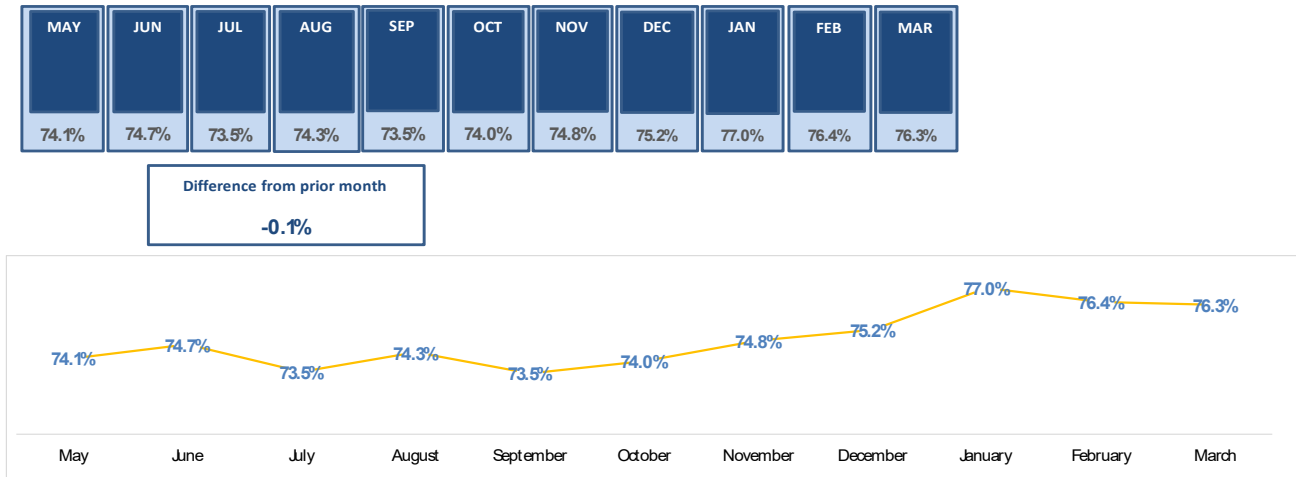 MAY JUN JUL AUG SEP OCT NOV DEC JAN FEB MAR
74.1% 74.7% 73.5% 74.3% 73.5% 74.0% 74.8% 75.2% 77.0% 76.4% 76.3%
Difference from prior month
-0.1%
74.1% 74.7% 73.5% 74.3% 73.5% 74.0% 74.8% 75.2% 77.0% 76.4% 76.3%
May June July August September October November December January February March